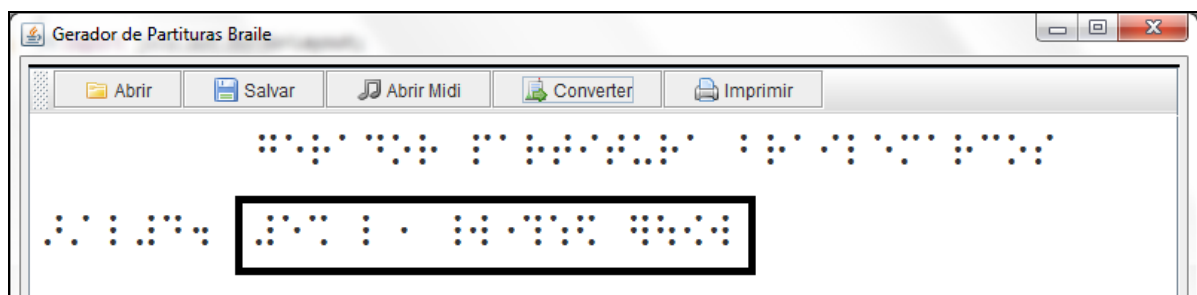 Gerador de Partituras Braile
Abrir Salvar Abrir Midi Converter Imprimir
⠛⠑⠗⠁⠙⠕⠗ ⠏⠁⠗⠞⠊⠞⠥⠗⠁ ⠃⠗⠁⠊⠇⠑⠍⠁⠗⠉⠕⠎